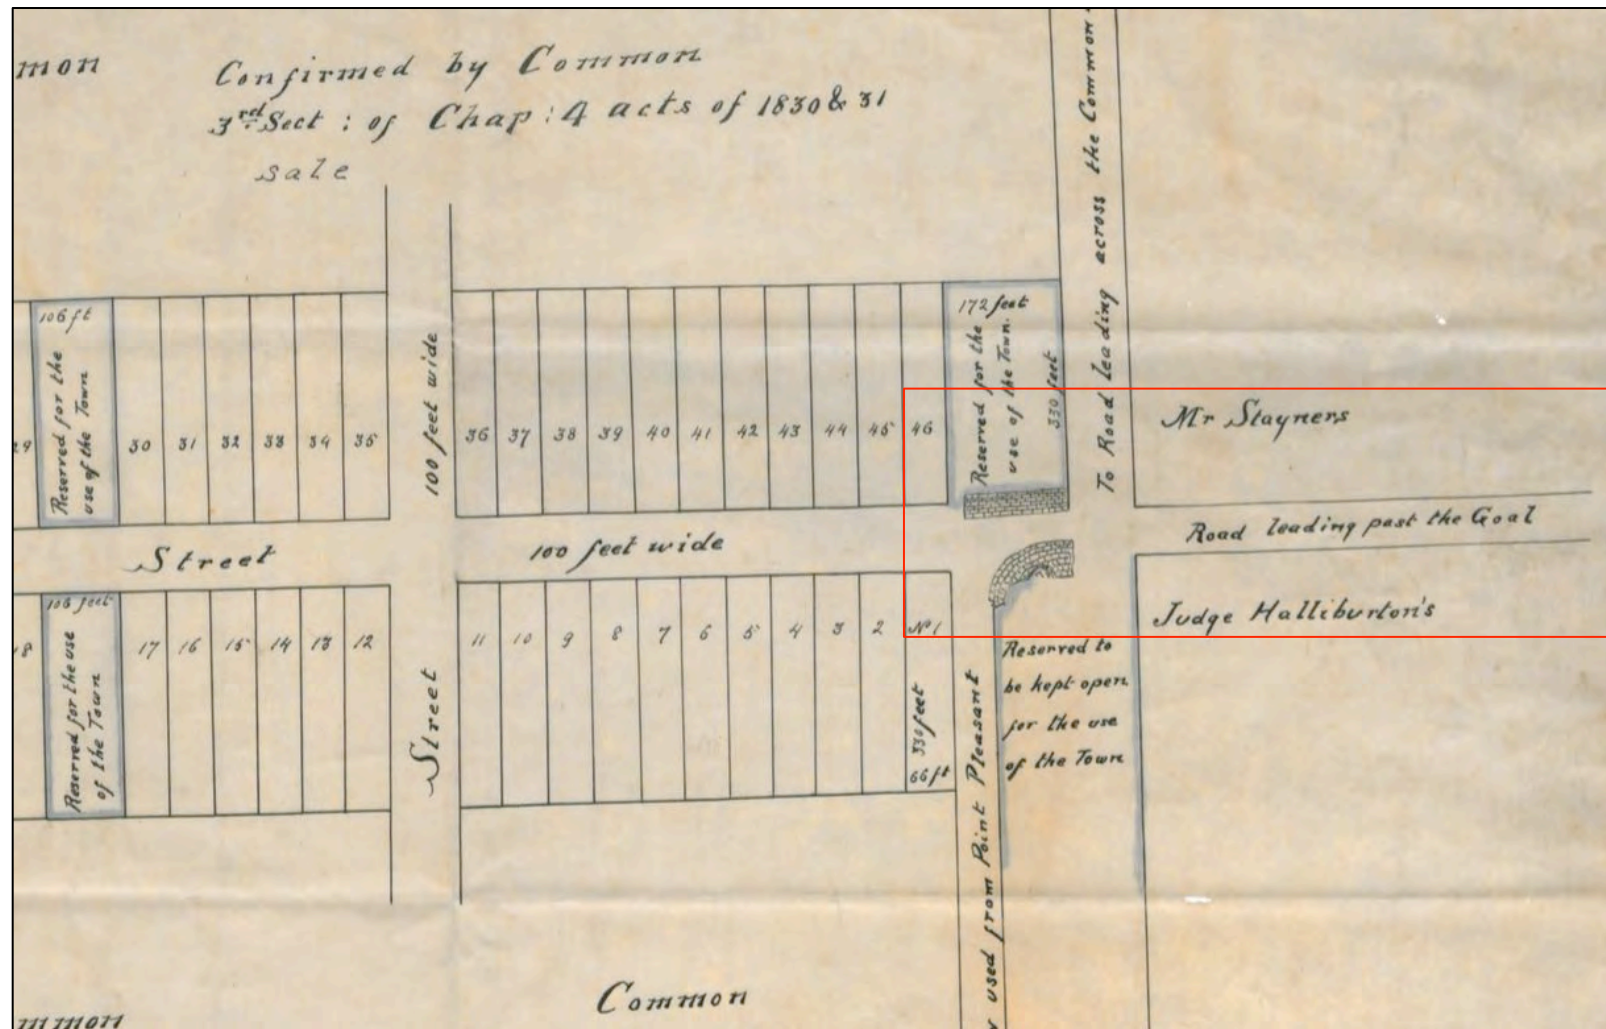 mon
Confirmed by Common
3rd Sect : of Chap : 4 acts of 1830 & 31
sale
To Road leading across the Common
106 ft
Reserved for the
use of the Town
30 31 32 33 34 35
100 feet wide
36 37 38 39 40 41 42 43 44 45 46
172 feet
Reserved for the
use of the Town.
330 feet
Mr Stayners
Road leading past the Goal
Street
100 feet wide
Judge Halliburton's
106 feet
Reserved for the use
of the Town
17 16 15 14 13 12
Street
11 10 9 8 7 6 5 4 3 2 No 1
330 feet
66 ft
used from Point Pleasant
Reserved to
be kept open
for the use
of the Town
Common
mmon